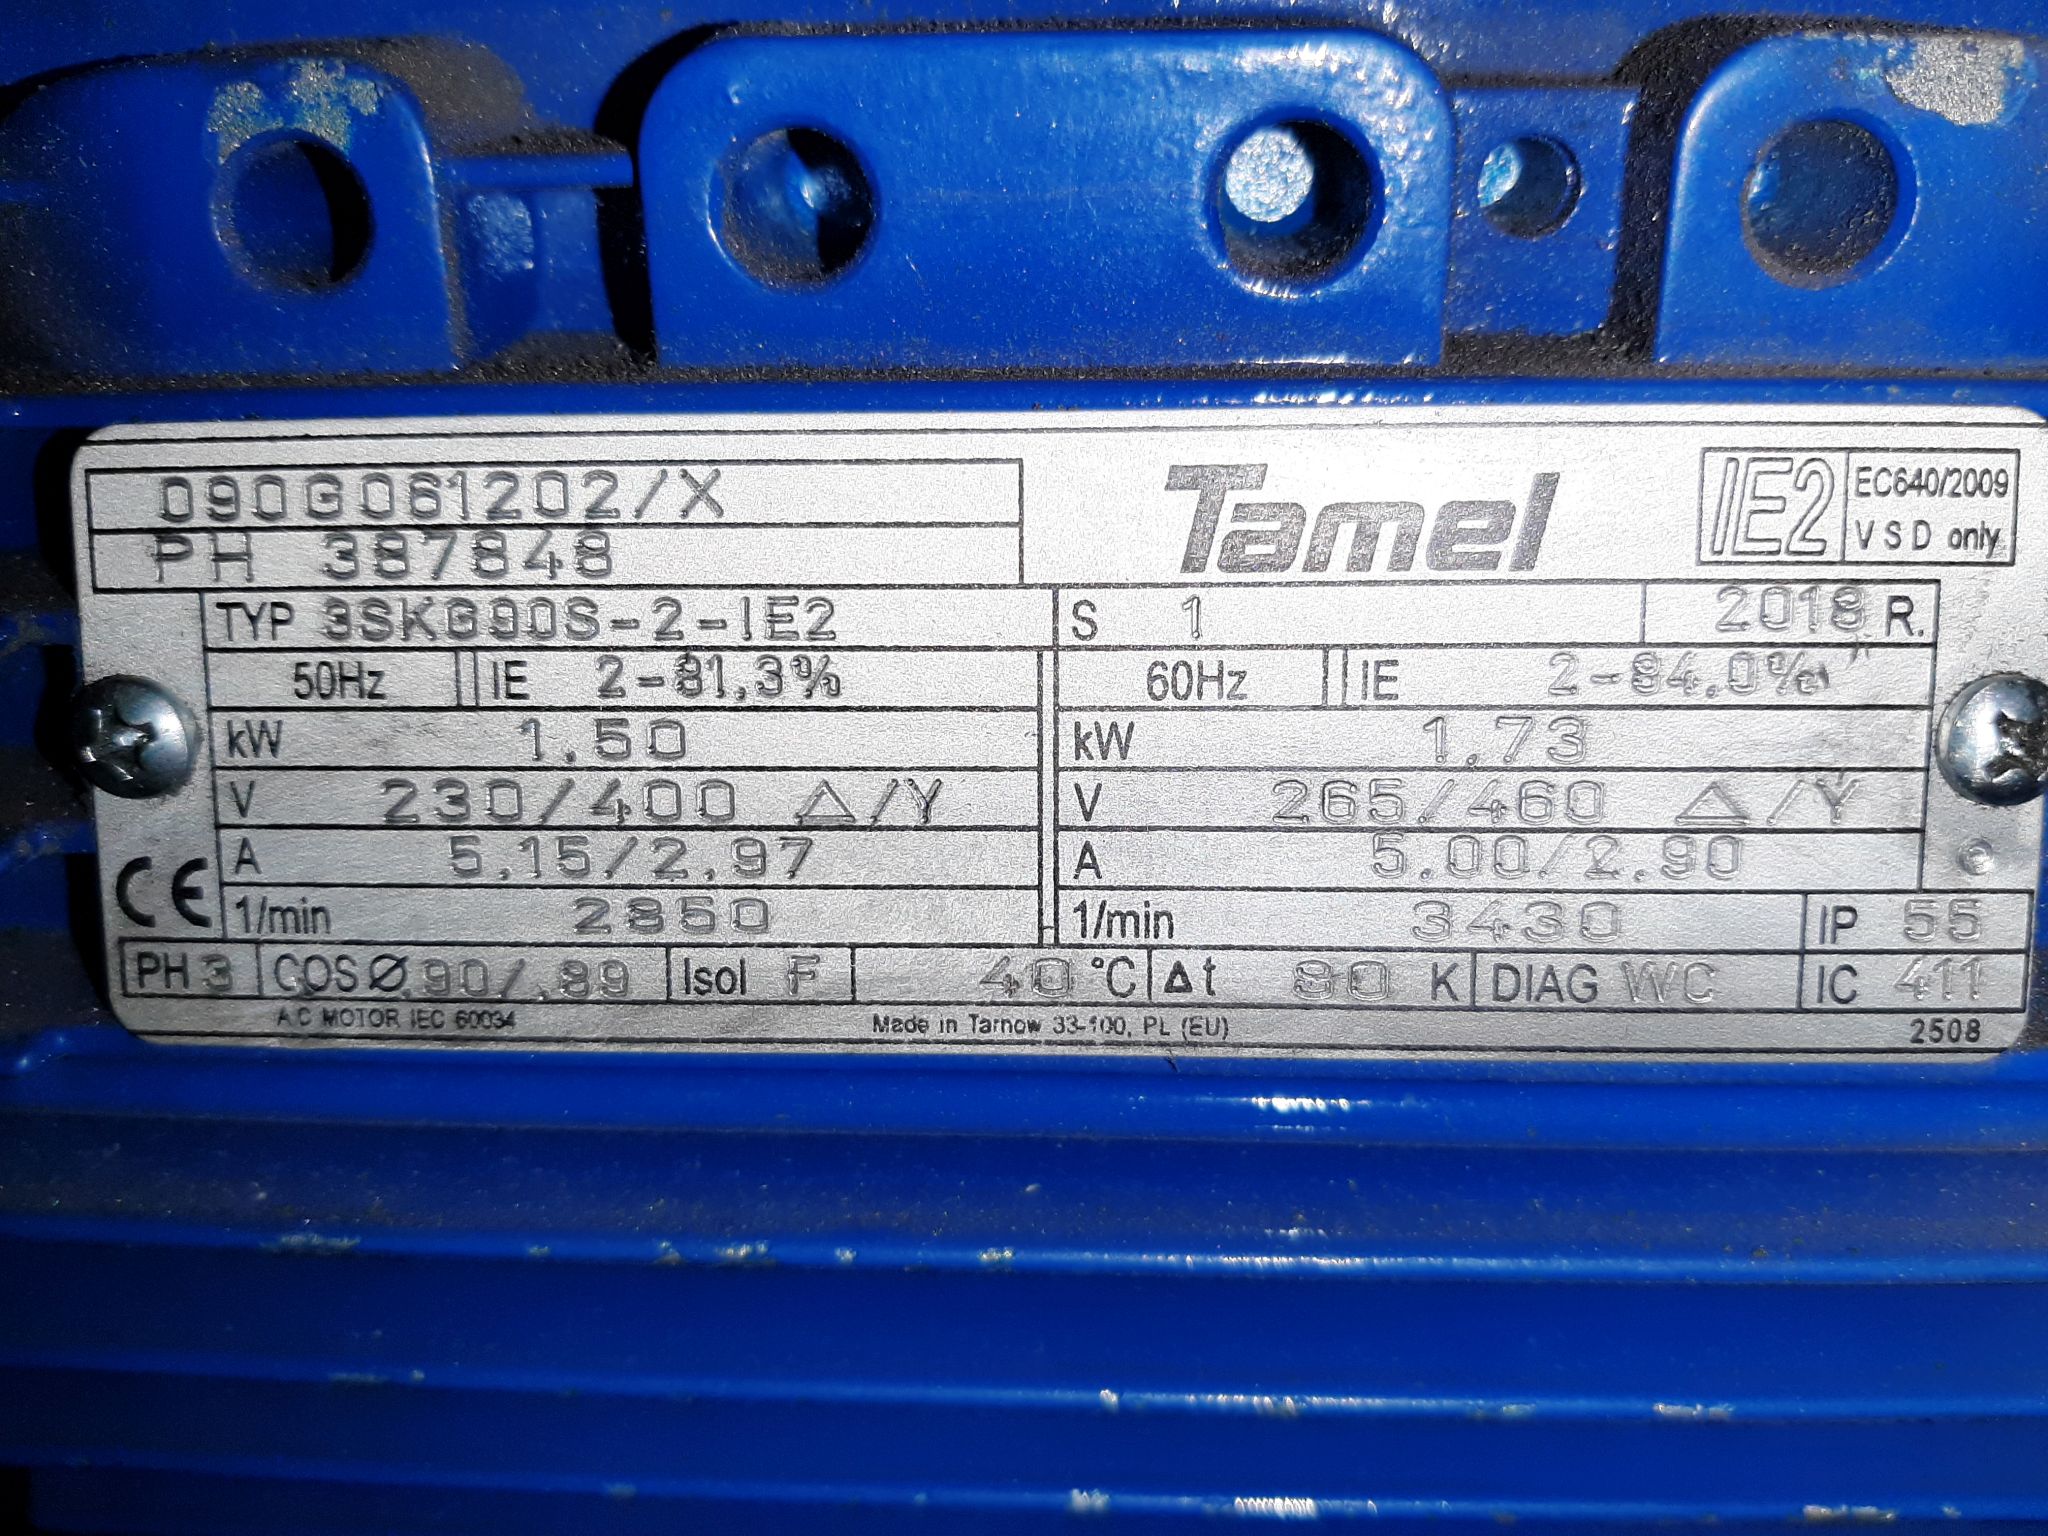 090G061202/X
Tamel
IE2
EC640/2009
VSD only
PH 387848
TYP 3SKG90S-2-IE2
S 1
2018 R.
50Hz
IE 2-81,3%
60Hz
IE 2-84,0%
kW 1,50
kW 1,73
V 230/400 Δ/Y
V 265/460 Δ/Y
A 5,15/2,97
A 5.00/2.90
1/min 2850
1/min 3430
IP 55
CE
PH 3
COSØ .90/.89
Isol F
40 °C
Δt 80 K
DIAG WC
IC 411
A.C MOTOR IEC 60034
Made in Tarnow 33-100, PL (EU)
2508